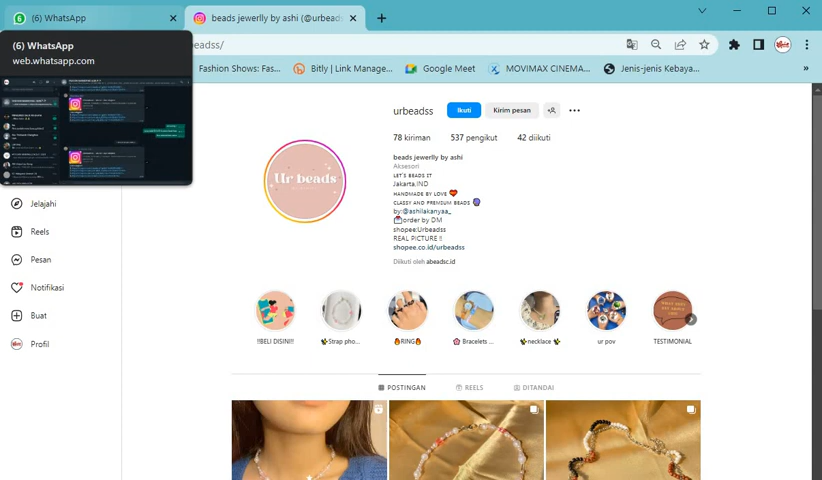 (6) WhatsApp
beads jewerlly by ashi (@urbeads
(6) WhatsApp
web.whatsapp.com
eadss/
Fashion Shows: Fas...
Bitly | Link Manage...
Google Meet
MOVIMAX CINEMA...
Jenis-jenis Kebaya...
»
Jelajahi
Reels
Pesan
Notifikasi
Buat
Profil
urbeadss
Ikuti
Kirim pesan
78 kiriman
537 pengikut
42 diikuti
beads jewerlly by ashi
Aksesori
LET'S BEADS IT
Jakarta,IND
HANDMADE BY LOVE
CLASSY AND PREMIUM BEADS
by:@ashilakanyaa_
order by DM
shopee:Urbeadss
REAL PICTURE !!
shopee.co.id/urbeadss
Diikuti oleh abeadsc.id
Ur beads
!!BELI DISINI!!!
Strap pho...
RING
Bracelets ...
necklace
ur pov
TESTIMONIAL
POSTINGAN
REELS
DITANDAI